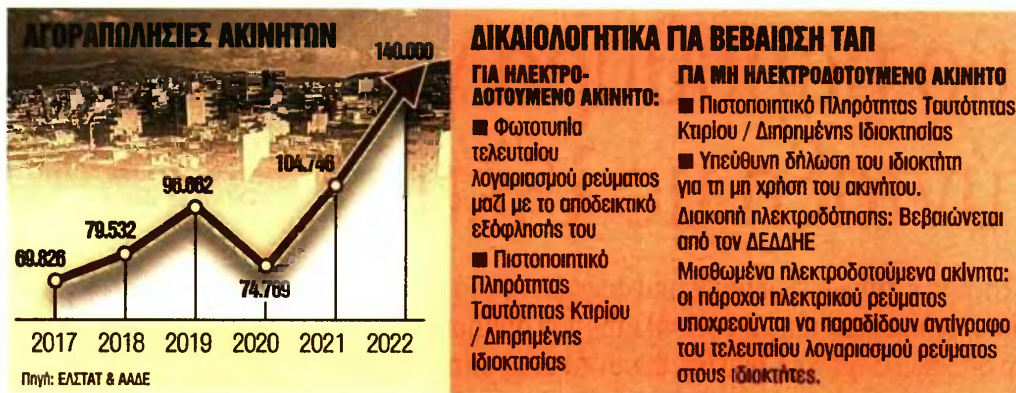 ΑΓΟΡΑΠΩΛΗΣΙΕΣ ΑΚΙΝΗΤΩΝ
140.000
104.746
96.662
79.532
69.826
74.769
2017 2018 2019 2020 2021 2022
Πηγή: ΕΛΣΤΑΤ & ΑΑΔΕ
ΔΙΚΑΙΟΛΟΓΗΤΙΚΑ ΓΙΑ ΒΕΒΑΙΩΣΗ ΤΑΠ
ΓΙΑ ΗΛΕΚΤΡΟ-
ΔΟΤΟΥΜΕΝΟ ΑΚΙΝΗΤΟ:
■ Φωτοτυπία
τελευταίου
λογαριασμού ρεύματος
μαζί με το αποδεικτικό
εξόφλησής του
■ Πιστοποιητικό
Πληρότητας
Ταυτότητας Κτιρίου
/ Διηρημένης
Ιδιοκτησίας
ΓΙΑ ΜΗ ΗΛΕΚΤΡΟΔΟΤΟΥΜΕΝΟ ΑΚΙΝΗΤΟ
■ Πιστοποιητικό Πληρότητας Ταυτότητας
Κτιρίου / Διηρημένης Ιδιοκτησίας
■ Υπεύθυνη δήλωση του ιδιοκτήτη
για τη μη χρήση του ακινήτου.
Διακοπή ηλεκτροδότησης: Βεβαιώνεται
από τον ΔΕΔΔΗΕ
Μισθωμένα ηλεκτροδοτούμενα ακίνητα:
οι πάροχοι ηλεκτρικού ρεύματος
υποχρεούνται να παραδίδουν αντίγραφο
του τελευταίου λογαριασμού ρεύματος
στους ιδιοκτήτες.